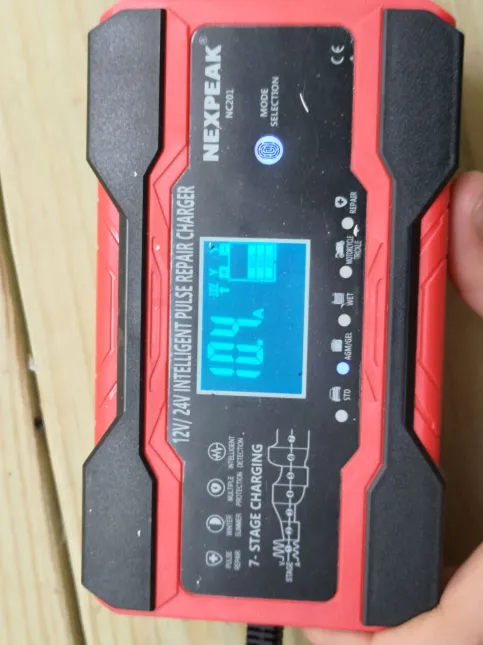 NEXPEAK®
NC201
MODE
SELECTION
CE
12V/ 24V INTELLIGENT PULSE REPAIR CHARGER
10.4 A
STD
AGM/GEL
WET
MOTORCYCLE
TRICKLE
REPAIR
PULSE
REPAIR
WINTER
SUMMER
MULTIPLE
PROTECTION
INTELLIGENT
DETECTION
7- STAGE CHARGING
V
A
STAGE